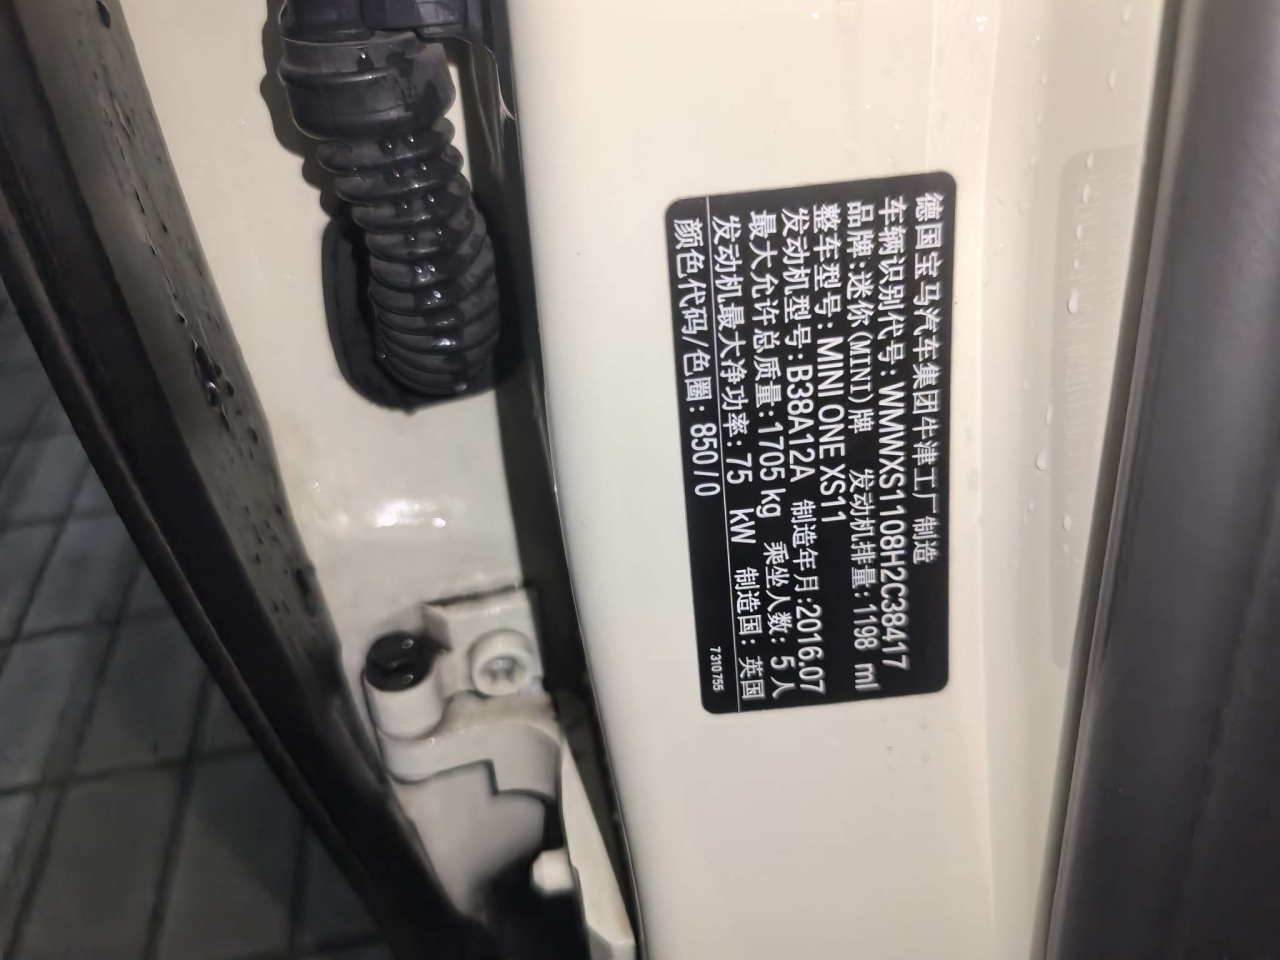 德国宝马汽车集团牛津工厂制造
车辆识别代号: WMWXS1108H2C38417
品牌:迷你(MINI)牌 发动机排量:1198 ml
整车型号: MINI ONE XS11
发动机型号:B38A12A 制造年月:2016.07
最大允许总质量:1705 kg 乘坐人数: 5人
发动机最大净功率: 75 kW 制造国: 英国
颜色代码/色圈: 850 / 0
7 310 755